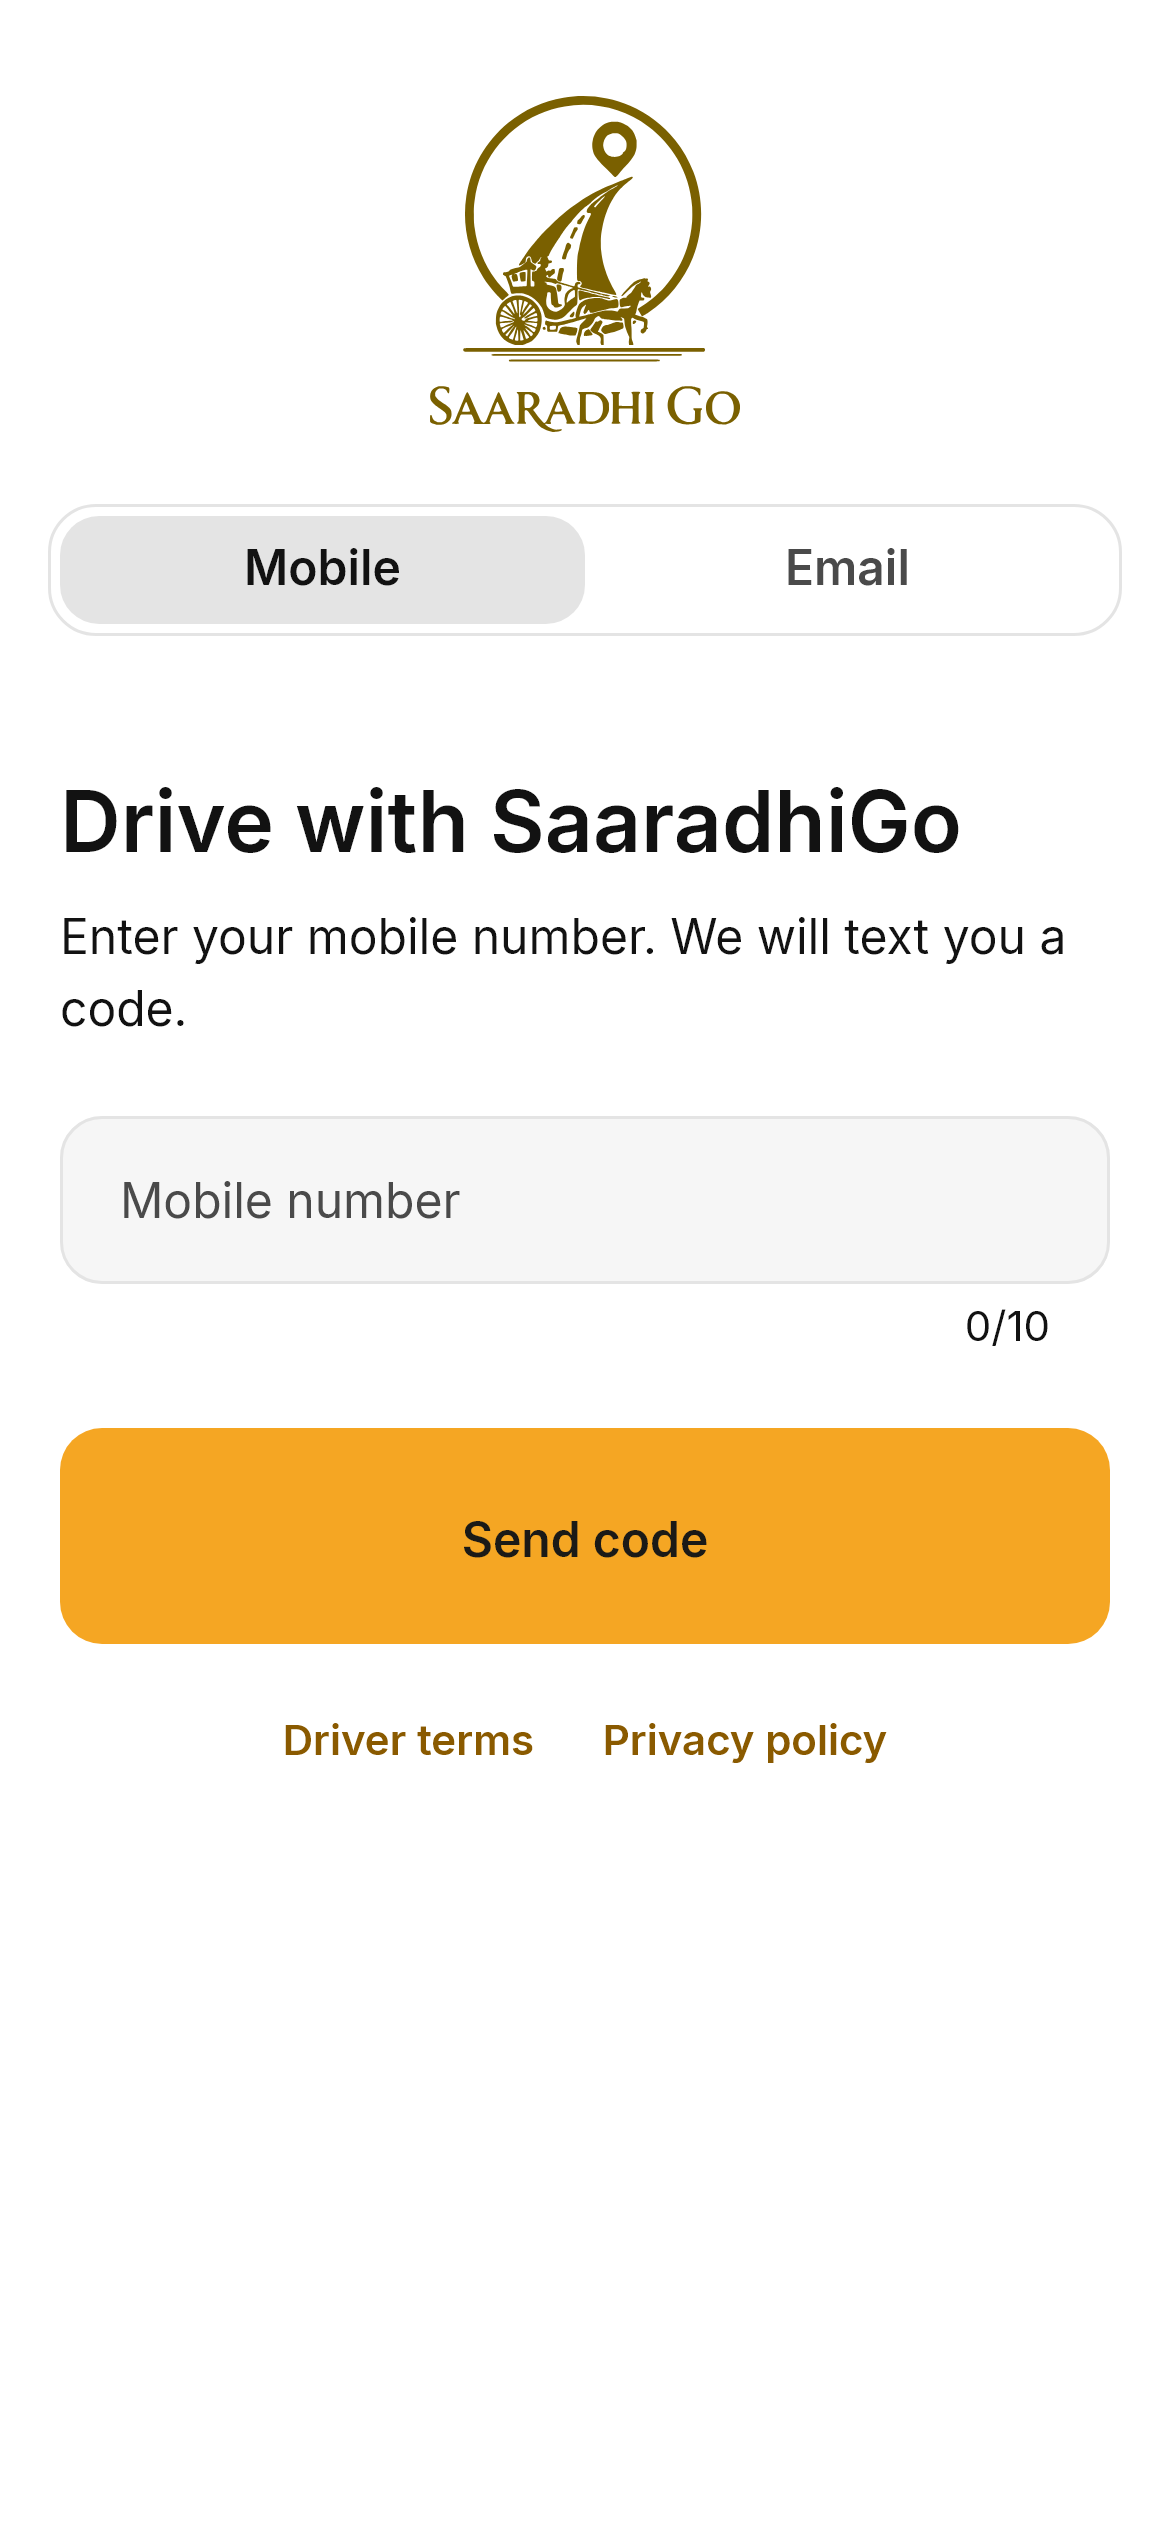 SAARADHI GO
Mobile
Email
Drive with SaaradhiGo
Enter your mobile number. We will text you a
code.
Mobile number
0/10
Send code
Driver terms
Privacy policy